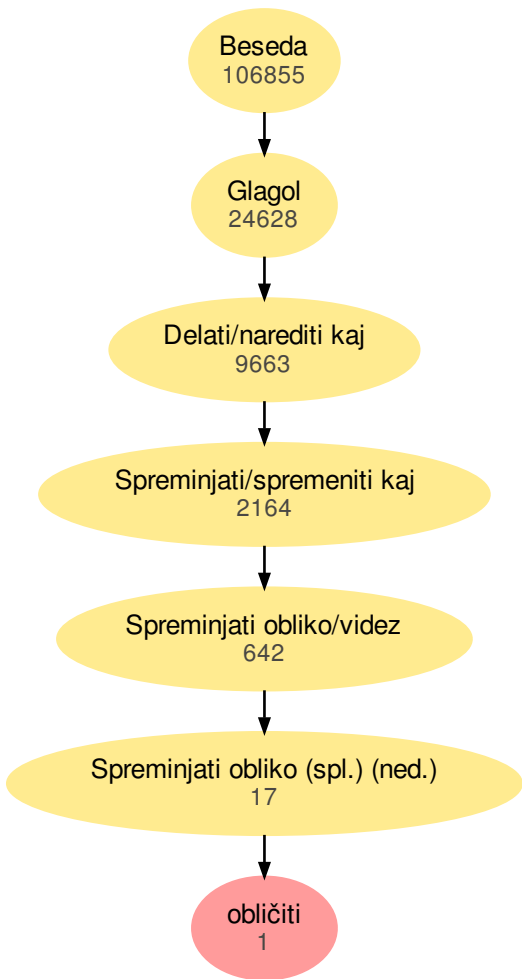 Beseda
106855
Glagol
24628
Delati/narediti kaj
9663
Spreminjati/spremeniti kaj
2164
Spreminjati obliko/videz
642
Spreminjati obliko (spl.) (ned.)
17
obličiti
1